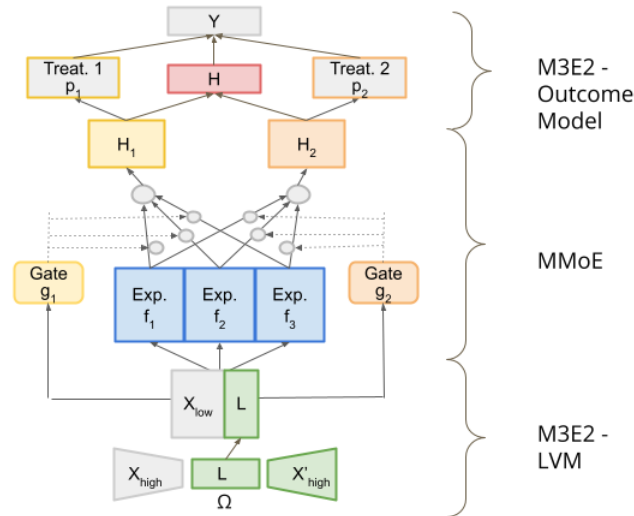 Y
Treat. 1
p1
H
Treat. 2
p2
M3E2 -
Outcome
Model
H1
H2
MMoE
Gate
g1
Exp.
f1
Exp.
f2
Exp.
f3
Gate
g2
Xlow
L
M3E2 -
LVM
Xhigh
L
X'high
Ω